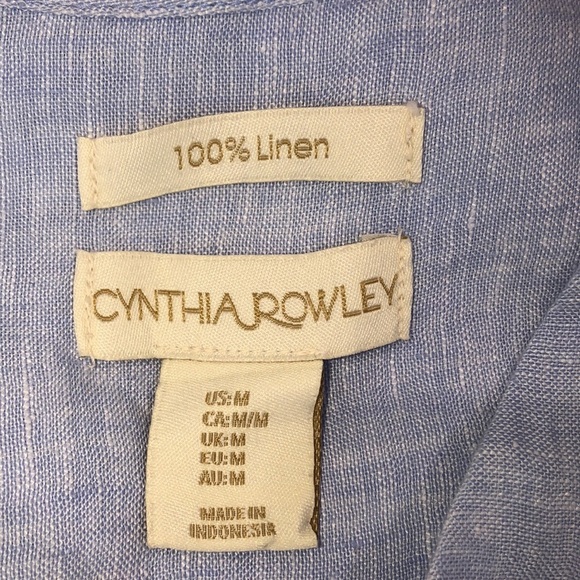 100% Linen
CYNTHIA ROWLEY
US:M
CA:M/M
UK:M
EU:M
AU:M
MADE IN
INDONESIA